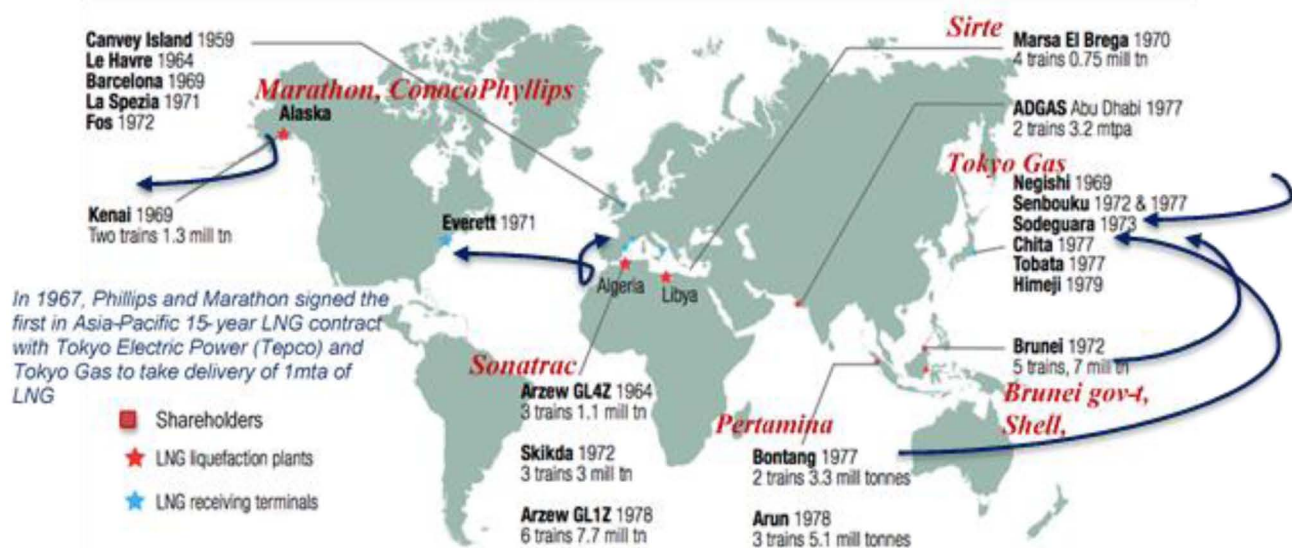 Sirte
Canvey Island 1959
Le Havre 1964
Barcelona 1969
La Spezia 1971
Fos 1972
Marathon, ConocoPhyllips
Alaska
Marsa El Brega 1970
4 trains 0.75 mill tn
ADGAS Abu Dhabi 1977
2 trains 3.2 mtpa
Tokyo Gas
Negishi 1969
Senbouku 1972 & 1977
Sodeguara 1973
Chita 1977
Tobata 1977
Himeji 1979
Kenai 1969
Two trains 1.3 mill tn
Everett 1971
Algeria
Libya
In 1967, Phillips and Marathon signed the
first in Asia-Pacific 15-year LNG contract
with Tokyo Electric Power (Tepco) and
Tokyo Gas to take delivery of 1mta of
LNG
Brunei 1972
5 trains, 7 mill tn
Brunei gov-t,
Shell,
Sonatrac
Arzew GL4Z 1964
3 trains 1.1 mill tn
Skikda 1972
3 trains 3 mill tn
Arzew GL1Z 1978
6 trains 7.7 mill tn
Pertamina
Bontang 1977
2 trains 3.3 mill tonnes
Arun 1978
3 trains 5.1 mill tonnes
Shareholders
LNG liquefaction plants
LNG receiving terminals